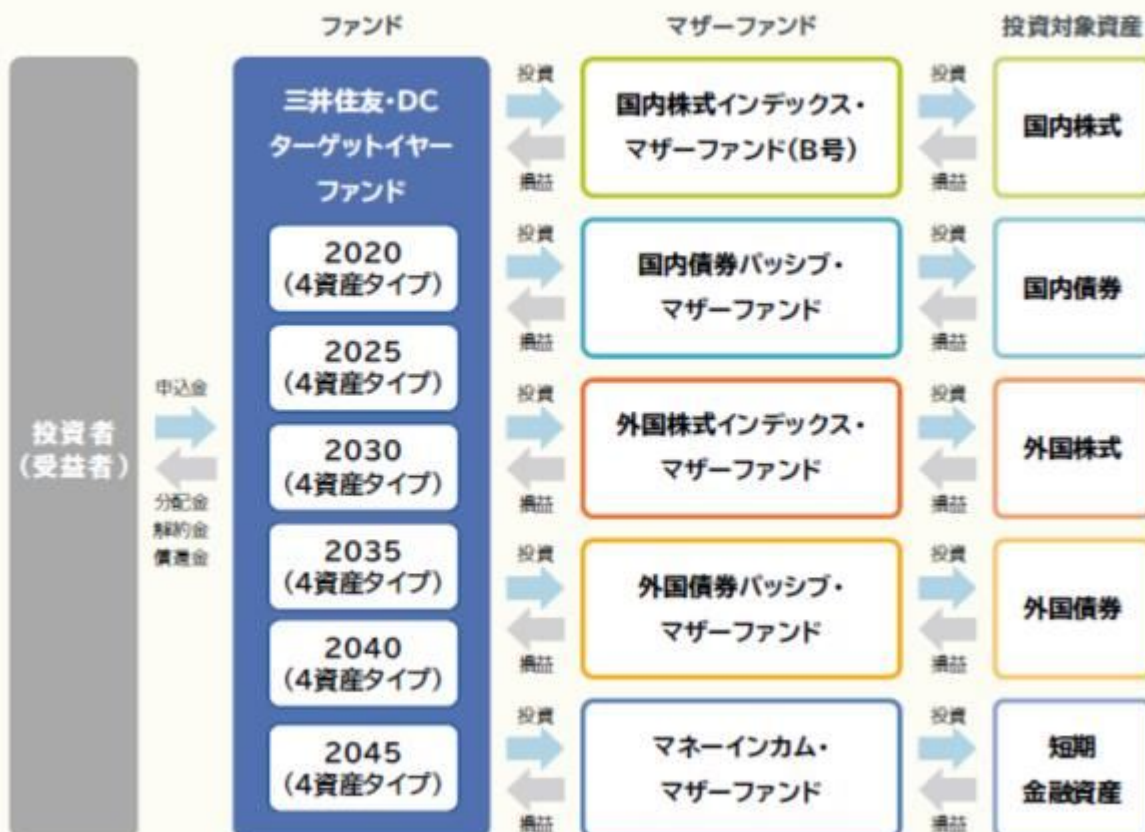 ファンド
マザーファンド
投資対象資産
投資者
(受益者)
申込金
分配金
解約金
償還金
三井住友・DC
ターゲットイヤー
ファンド
2020
(4資産タイプ)
2025
(4資産タイプ)
2030
(4資産タイプ)
2035
(4資産タイプ)
2040
(4資産タイプ)
2045
(4資産タイプ)
投資
損益
国内株式インデックス・
マザーファンド(B号)
投資
損益
国内株式
投資
損益
国内債券パッシブ・
マザーファンド
投資
損益
国内債券
投資
損益
外国株式インデックス・
マザーファンド
投資
損益
外国株式
投資
損益
外国債券パッシブ・
マザーファンド
投資
損益
外国債券
投資
損益
マネーインカム・
マザーファンド
投資
損益
短期
金融資産